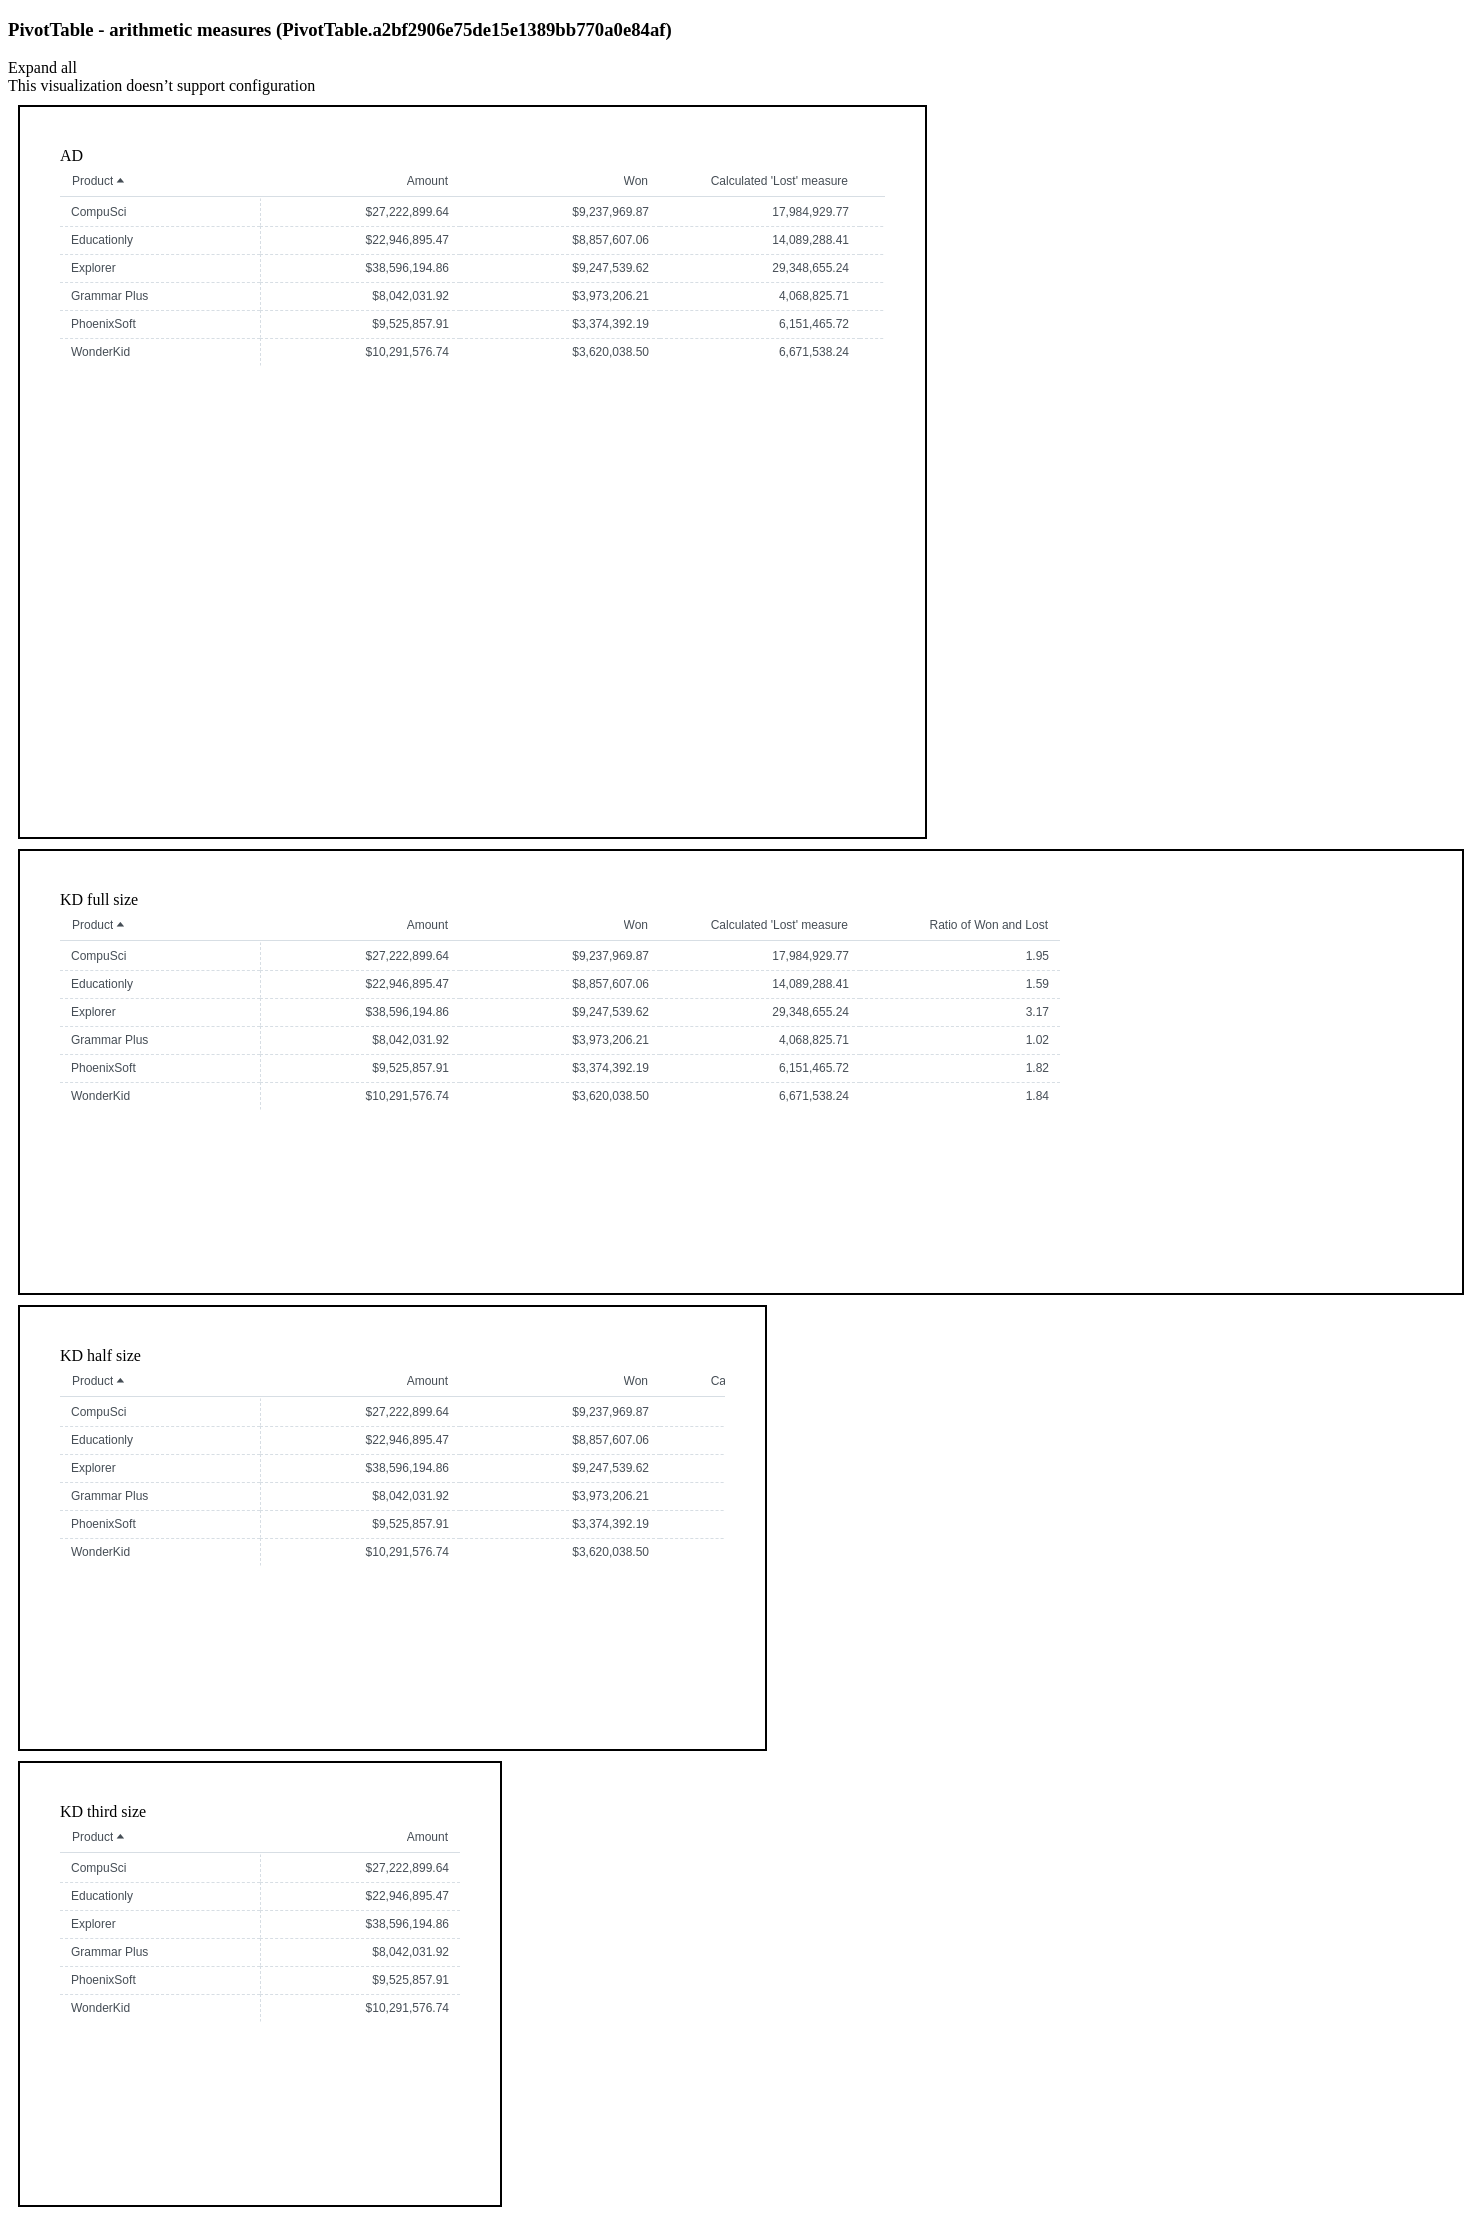 PivotTable - arithmetic measures (PivotTable.a2bf2906e75de15e1389bb770a0e84af)
Expand all
This visualization doesn’t support configuration
AD
Product Amount Won Calculated 'Lost' measure
CompuSci $27,222,899.64 $9,237,969.87 17,984,929.77
Educationly $22,946,895.47 $8,857,607.06 14,089,288.41
Explorer $38,596,194.86 $9,247,539.62 29,348,655.24
Grammar Plus $8,042,031.92 $3,973,206.21 4,068,825.71
PhoenixSoft $9,525,857.91 $3,374,392.19 6,151,465.72
WonderKid $10,291,576.74 $3,620,038.50 6,671,538.24
KD full size
Product Amount Won Calculated 'Lost' measure Ratio of Won and Lost
CompuSci $27,222,899.64 $9,237,969.87 17,984,929.77 1.95
Educationly $22,946,895.47 $8,857,607.06 14,089,288.41 1.59
Explorer $38,596,194.86 $9,247,539.62 29,348,655.24 3.17
Grammar Plus $8,042,031.92 $3,973,206.21 4,068,825.71 1.02
PhoenixSoft $9,525,857.91 $3,374,392.19 6,151,465.72 1.82
WonderKid $10,291,576.74 $3,620,038.50 6,671,538.24 1.84
KD half size
Product Amount Won Ca
CompuSci $27,222,899.64 $9,237,969.87
Educationly $22,946,895.47 $8,857,607.06
Explorer $38,596,194.86 $9,247,539.62
Grammar Plus $8,042,031.92 $3,973,206.21
PhoenixSoft $9,525,857.91 $3,374,392.19
WonderKid $10,291,576.74 $3,620,038.50
KD third size
Product Amount
CompuSci $27,222,899.64
Educationly $22,946,895.47
Explorer $38,596,194.86
Grammar Plus $8,042,031.92
PhoenixSoft $9,525,857.91
WonderKid $10,291,576.74